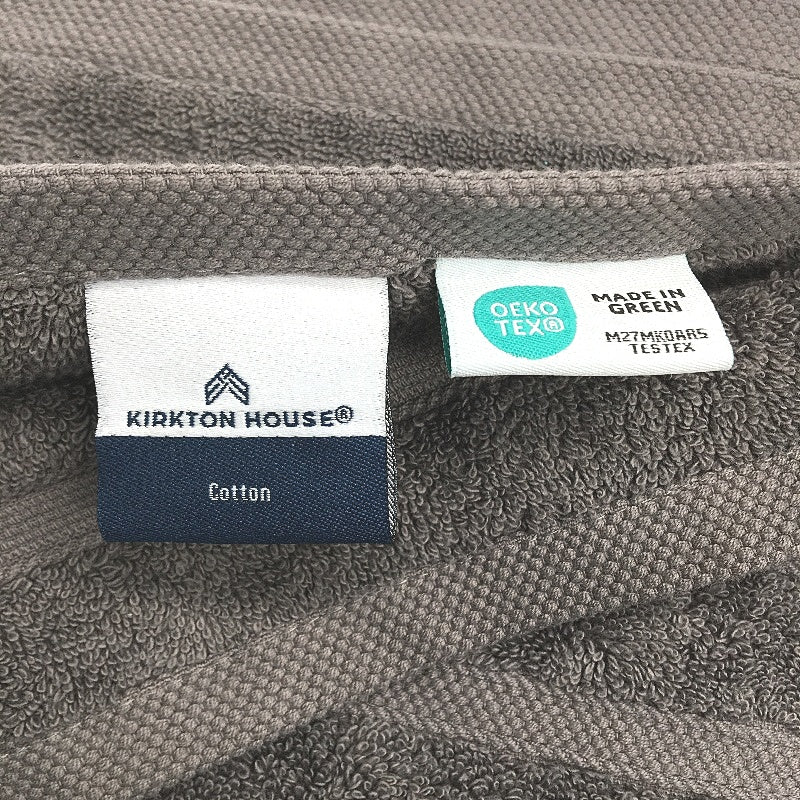 KIRKTON HOUSE®
Cotton
OEKO
TEX®
MADE IN
GREEN
M27MK0AR5
TESTEX